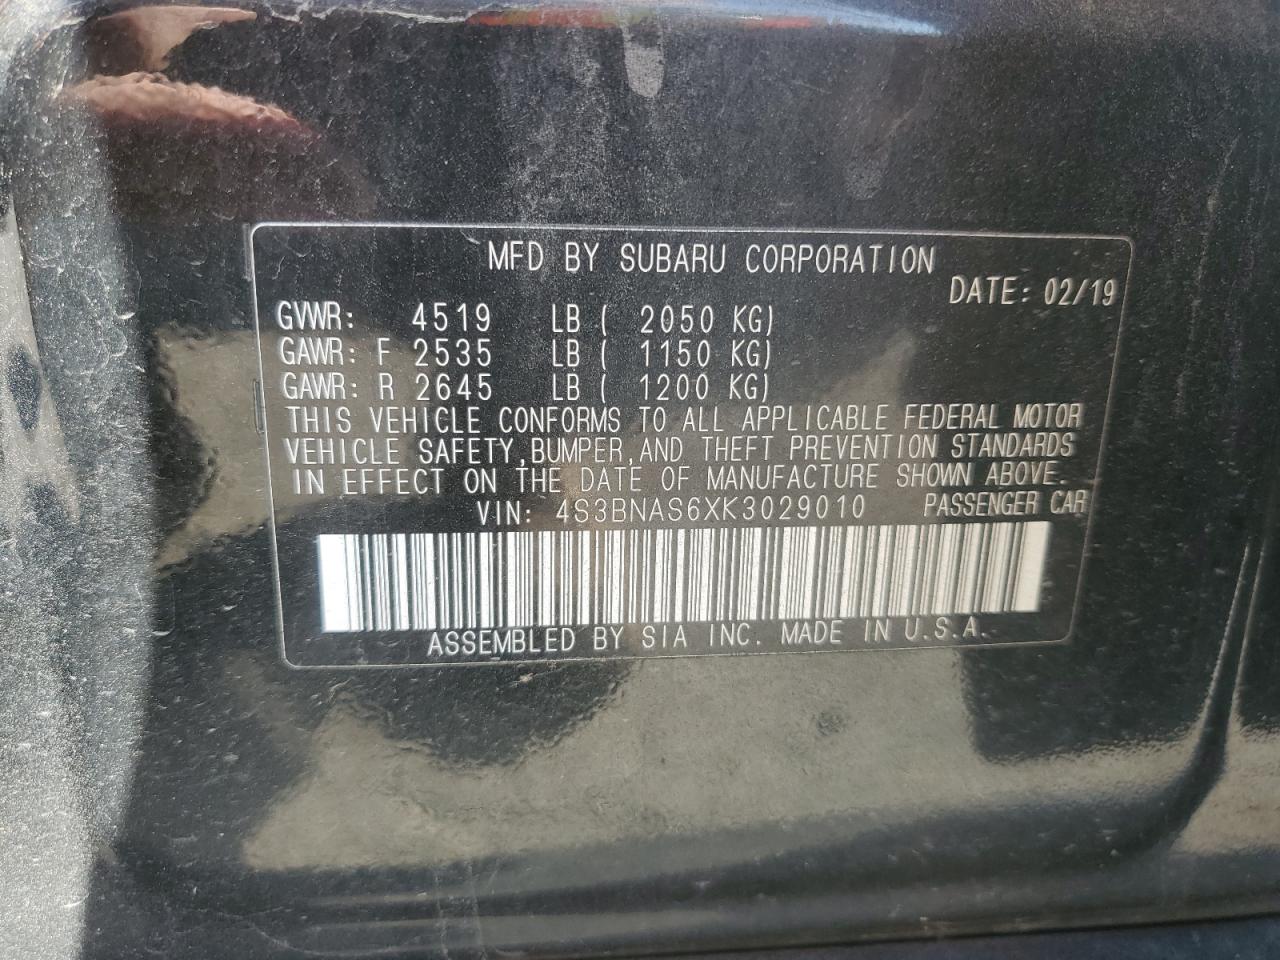 MFD BY SUBARU CORPORATION
DATE: 02/19
GVWR: 4519 LB ( 2050 KG)
GAWR: F 2535 LB ( 1150 KG)
GAWR: R 2645 LB ( 1200 KG)
THIS VEHICLE CONFORMS TO ALL APPLICABLE FEDERAL MOTOR
VEHICLE SAFETY,BUMPER,AND THEFT PREVENTION STANDARDS
IN EFFECT ON THE DATE OF MANUFACTURE SHOWN ABOVE.
VIN: 4S3BNAS6XK3029010 PASSENGER CAR
ASSEMBLED BY SIA INC. MADE IN U.S.A.